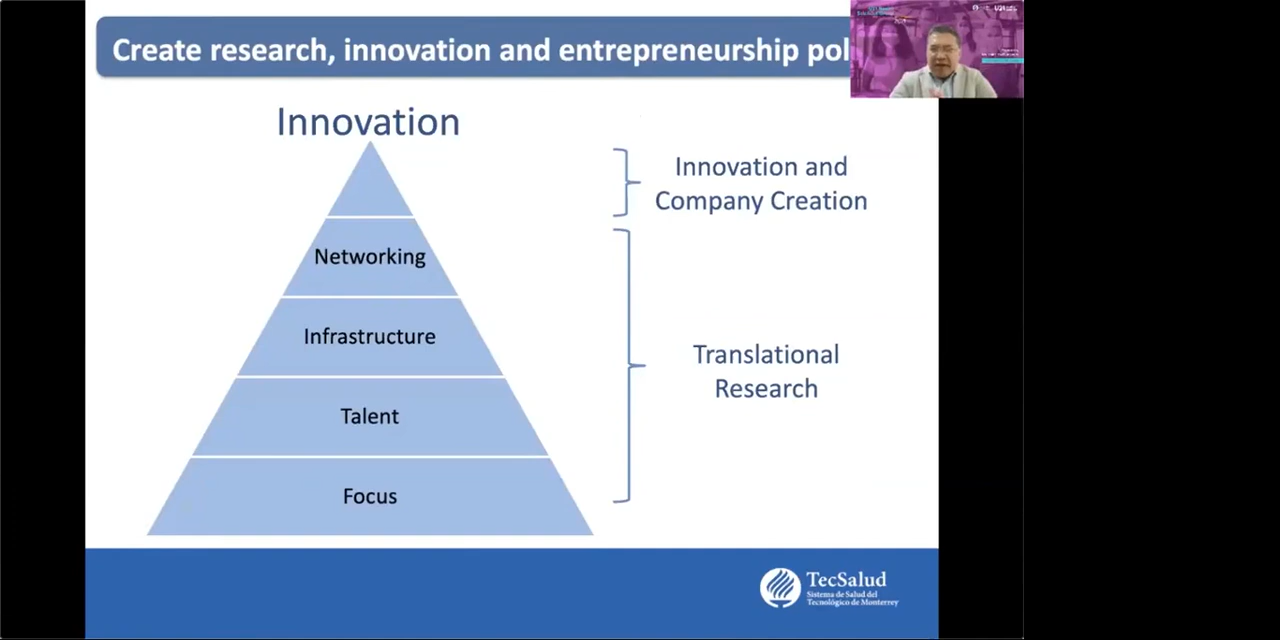 Create research, innovation and entrepreneurship pol
Innovation
Networking
Infrastructure
Talent
Focus
Innovation and
Company Creation
Translational
Research
TecSalud
Sistema de Salud del
Tecnológico de Monterrey